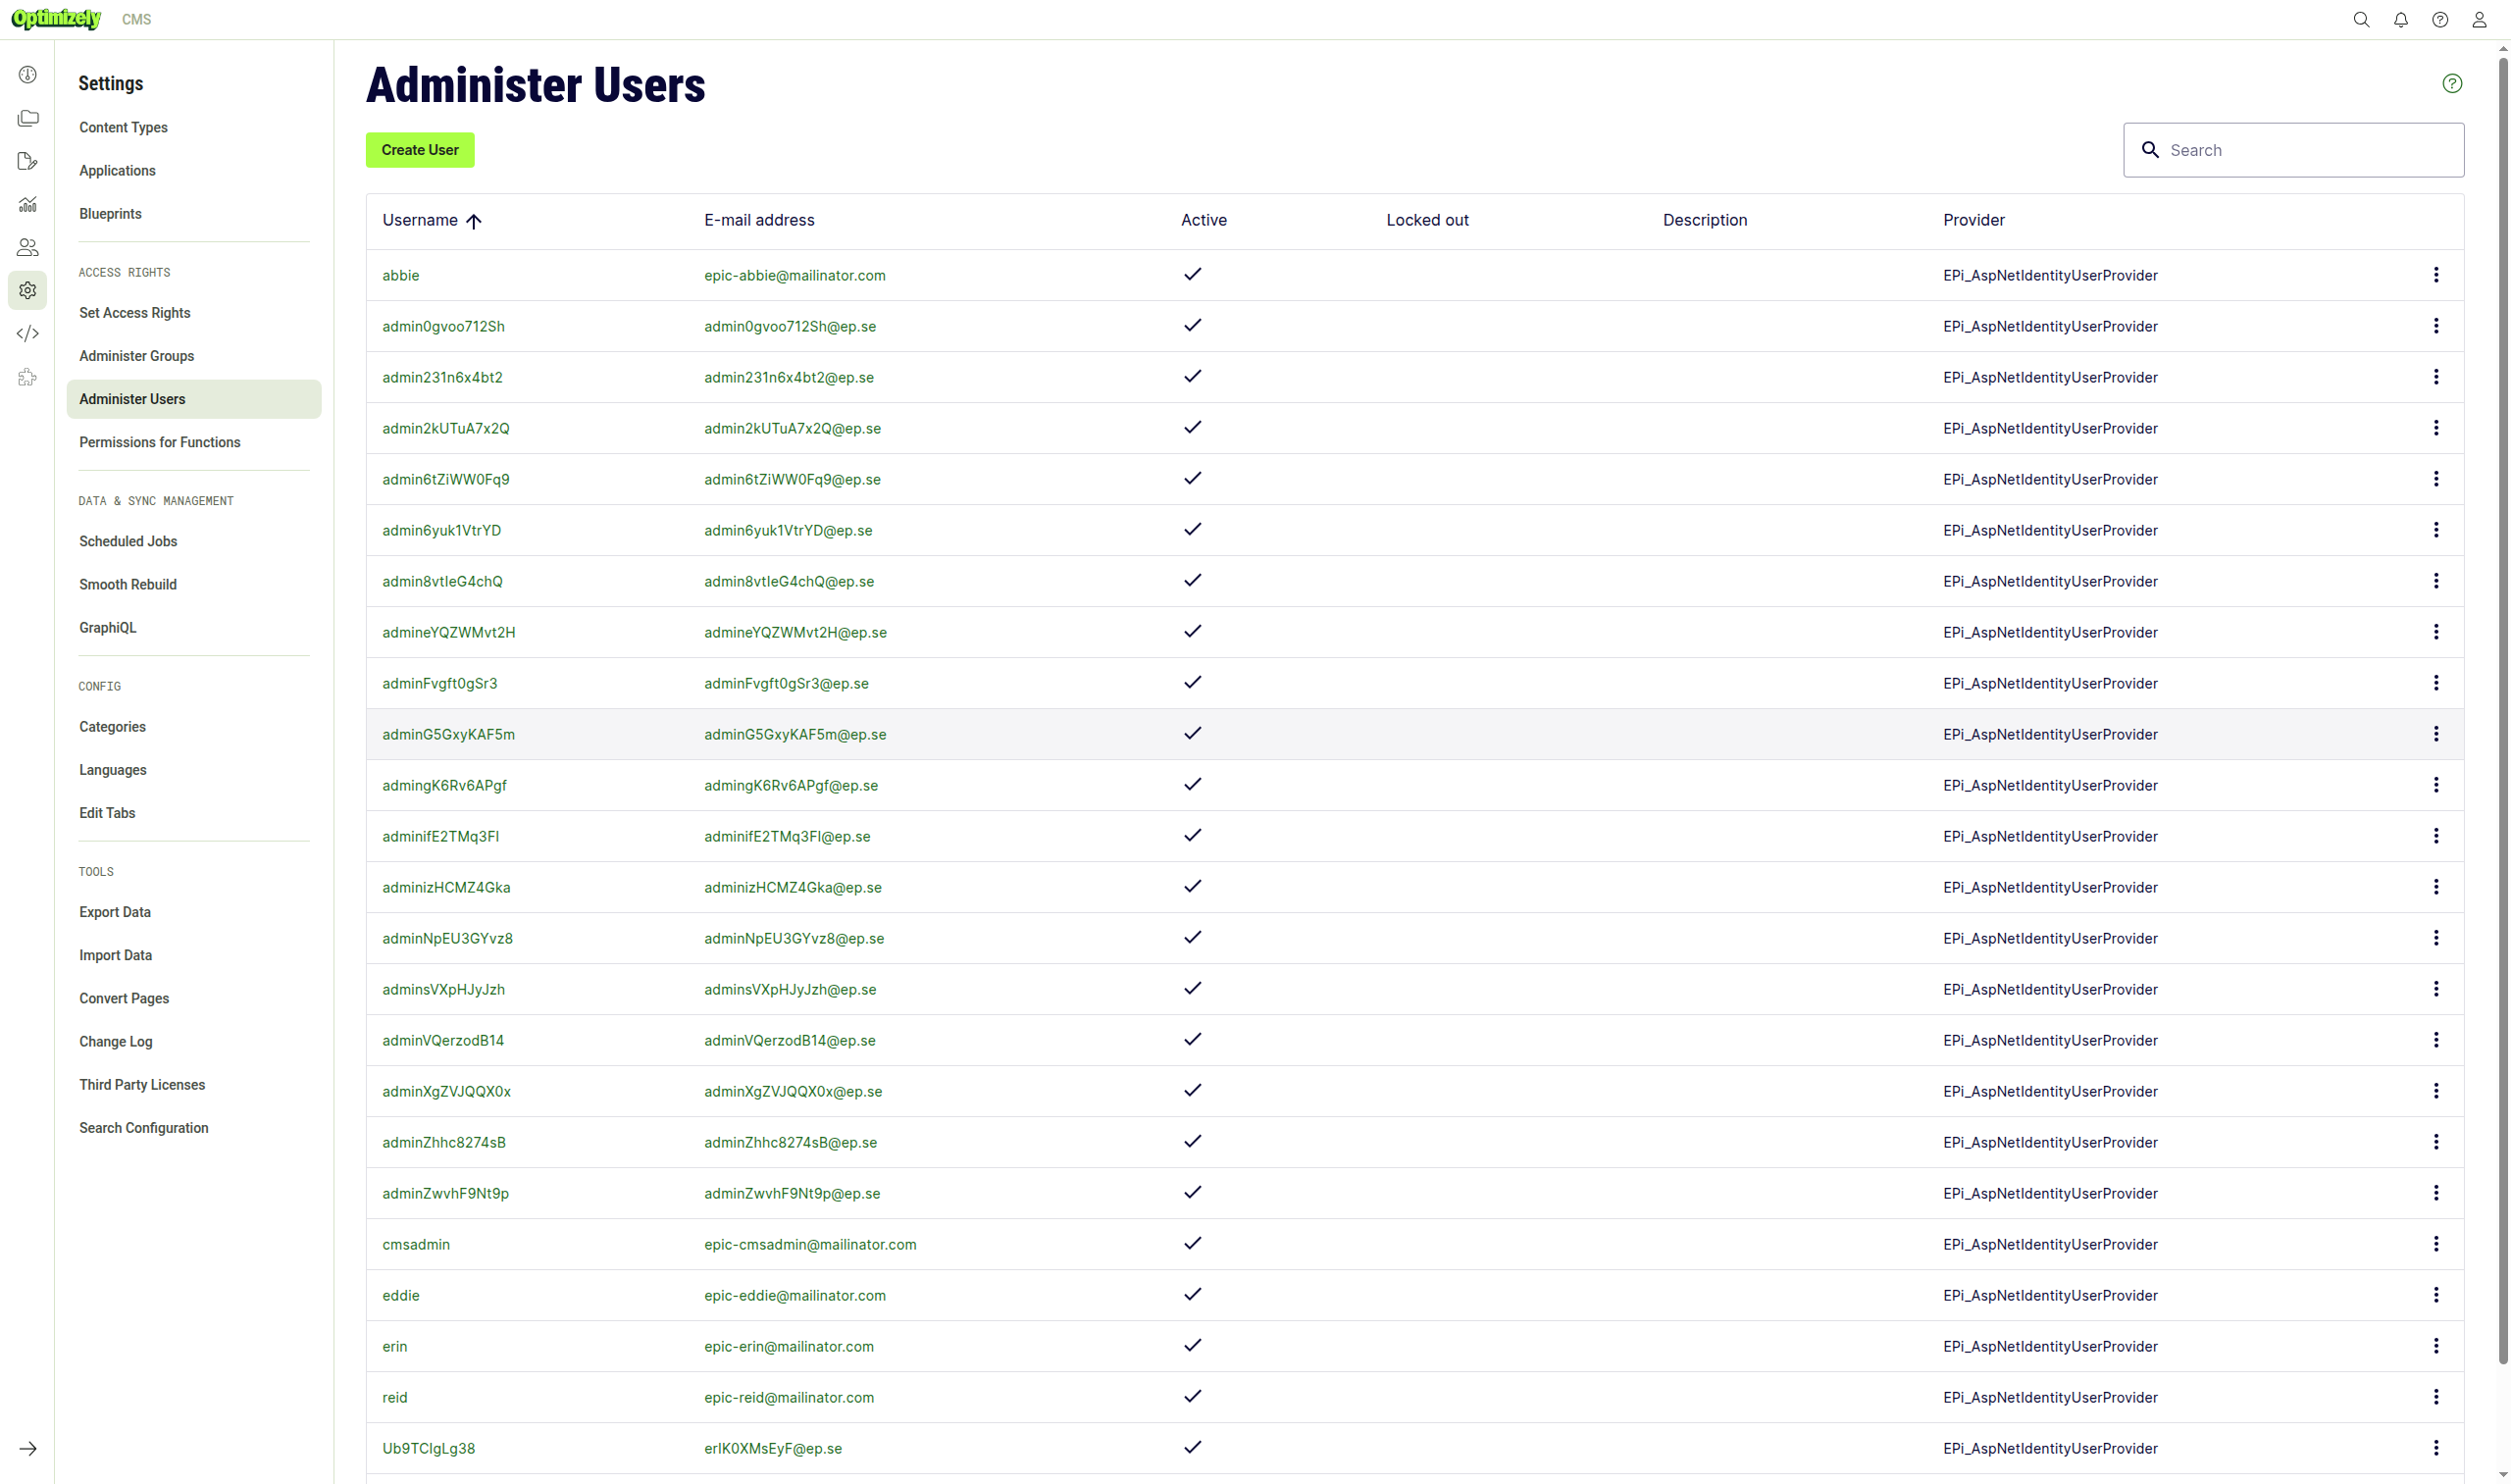 Optimizely CMS
Settings
Content Types
Applications
Blueprints
ACCESS RIGHTS
Set Access Rights
Administer Groups
Administer Users
Permissions for Functions
DATA & SYNC MANAGEMENT
Scheduled Jobs
Smooth Rebuild
GraphiQL
CONFIG
Categories
Languages
Edit Tabs
TOOLS
Export Data
Import Data
Convert Pages
Change Log
Third Party Licenses
Search Configuration
Administer Users
Create User
Search
Username E-mail address Active Locked out Description Provider
abbie epic-abbie@mailinator.com EPi_AspNetIdentityUserProvider
admin0gvoo712Sh admin0gvoo712Sh@ep.se EPi_AspNetIdentityUserProvider
admin231n6x4bt2 admin231n6x4bt2@ep.se EPi_AspNetIdentityUserProvider
admin2kUTuA7x2Q admin2kUTuA7x2Q@ep.se EPi_AspNetIdentityUserProvider
admin6tZiWW0Fq9 admin6tZiWW0Fq9@ep.se EPi_AspNetIdentityUserProvider
admin6yuk1VtrYD admin6yuk1VtrYD@ep.se EPi_AspNetIdentityUserProvider
admin8vtIeG4chQ admin8vtIeG4chQ@ep.se EPi_AspNetIdentityUserProvider
admineYQZWMvt2H admineYQZWMvt2H@ep.se EPi_AspNetIdentityUserProvider
adminFvgft0gSr3 adminFvgft0gSr3@ep.se EPi_AspNetIdentityUserProvider
adminG5GxyKAF5m adminG5GxyKAF5m@ep.se EPi_AspNetIdentityUserProvider
admingK6Rv6APgf admingK6Rv6APgf@ep.se EPi_AspNetIdentityUserProvider
adminifE2TMq3FI adminifE2TMq3FI@ep.se EPi_AspNetIdentityUserProvider
adminizHCMZ4Gka adminizHCMZ4Gka@ep.se EPi_AspNetIdentityUserProvider
adminNpEU3GYvz8 adminNpEU3GYvz8@ep.se EPi_AspNetIdentityUserProvider
adminsVXpHJyJzh adminsVXpHJyJzh@ep.se EPi_AspNetIdentityUserProvider
adminVQerzodB14 adminVQerzodB14@ep.se EPi_AspNetIdentityUserProvider
adminXgZVJQQX0x adminXgZVJQQX0x@ep.se EPi_AspNetIdentityUserProvider
adminZhhc8274sB adminZhhc8274sB@ep.se EPi_AspNetIdentityUserProvider
adminZwvhF9Nt9p adminZwvhF9Nt9p@ep.se EPi_AspNetIdentityUserProvider
cmsadmin epic-cmsadmin@mailinator.com EPi_AspNetIdentityUserProvider
eddie epic-eddie@mailinator.com EPi_AspNetIdentityUserProvider
erin epic-erin@mailinator.com EPi_AspNetIdentityUserProvider
reid epic-reid@mailinator.com EPi_AspNetIdentityUserProvider
Ub9TCIgLg38 erIK0XMsEyF@ep.se EPi_AspNetIdentityUserProvider